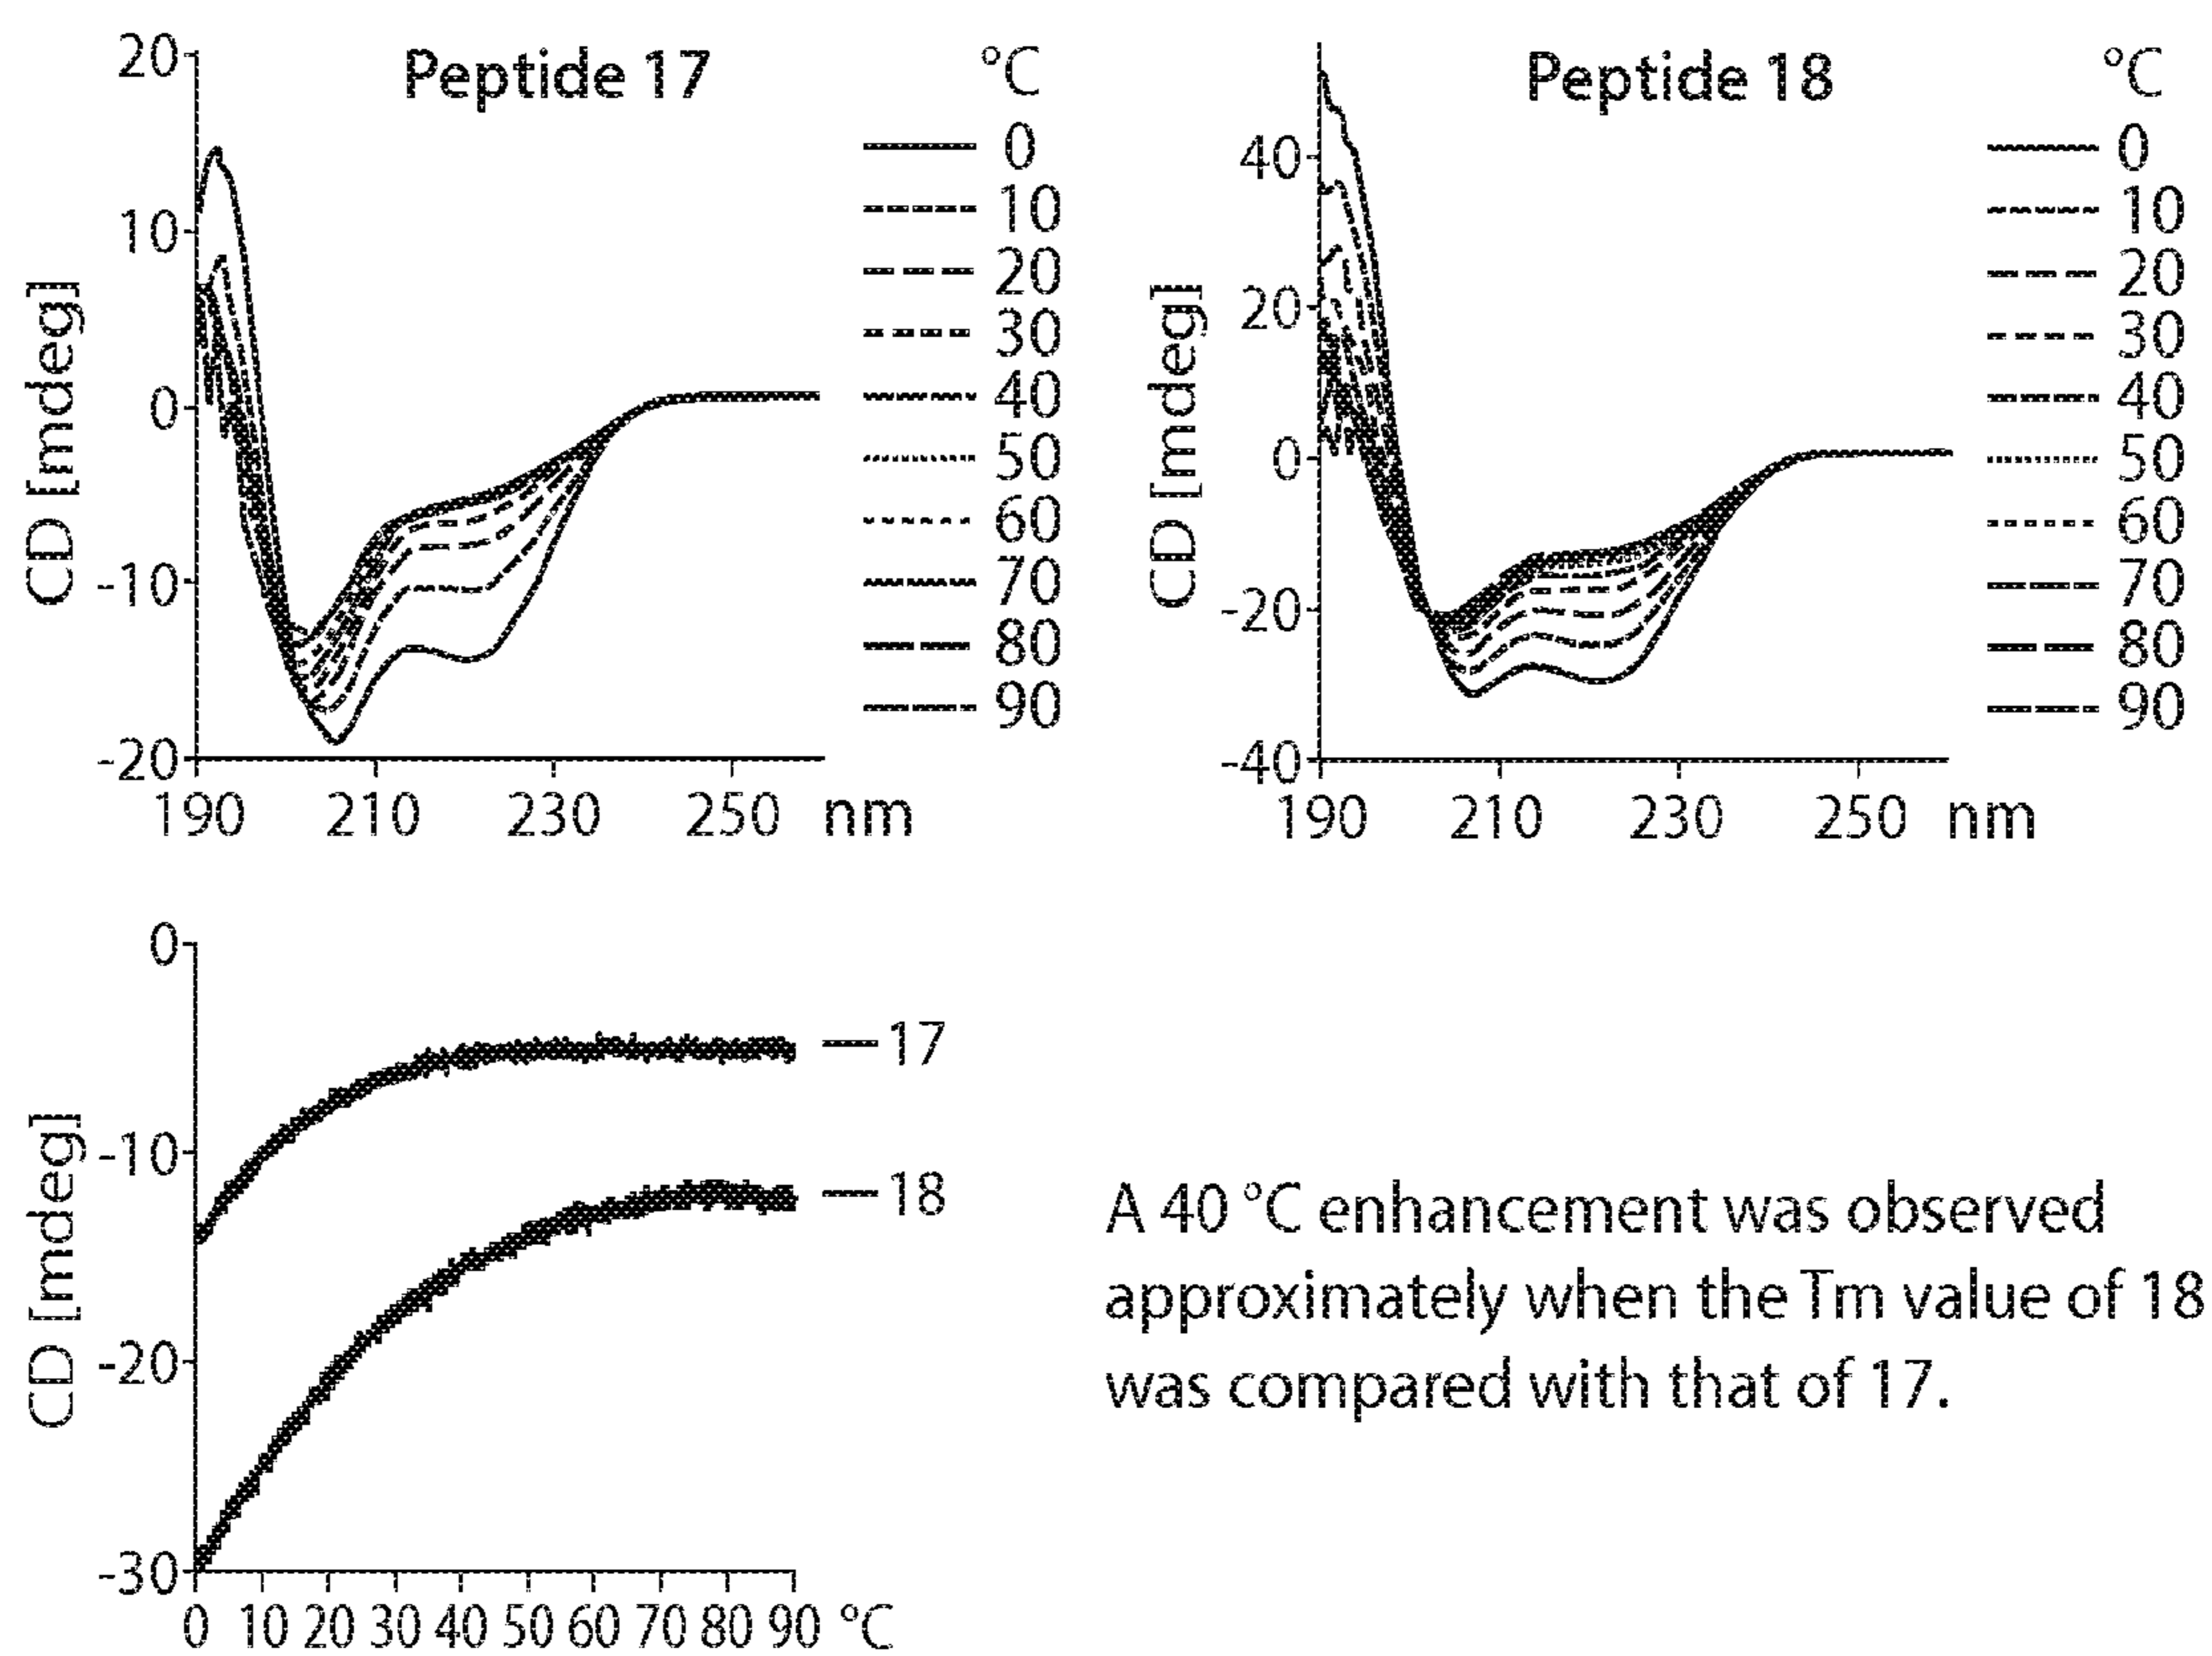 Peptide 17
°C
20
10
0
-10
-20
CD [mdeg]
190 210 230 250 nm
0
10
20
30
40
50
60
70
80
90
Peptide 18
°C
40
20
0
-20
-40
CD [mdeg]
190 210 230 250 nm
0
10
20
30
40
50
60
70
80
90
0
-10
-20
-30
CD [mdeg]
0 10 20 30 40 50 60 70 80 90 °C
17
18
A 40 °C enhancement was observed
approximately when the Tm value of 18
was compared with that of 17.